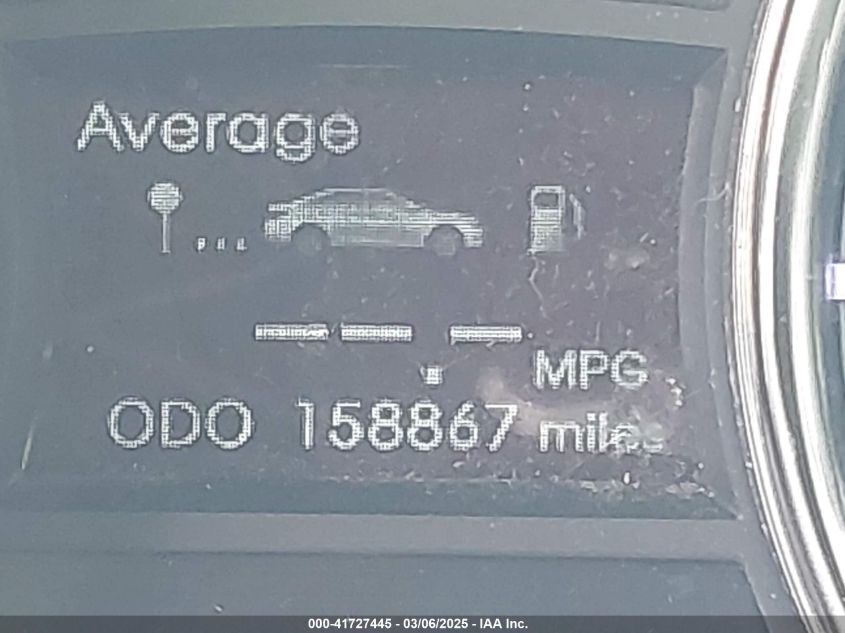 Average
--.- MPG
ODO 158867 miles
000-41727445 - 03/06/2025 - IAA Inc.